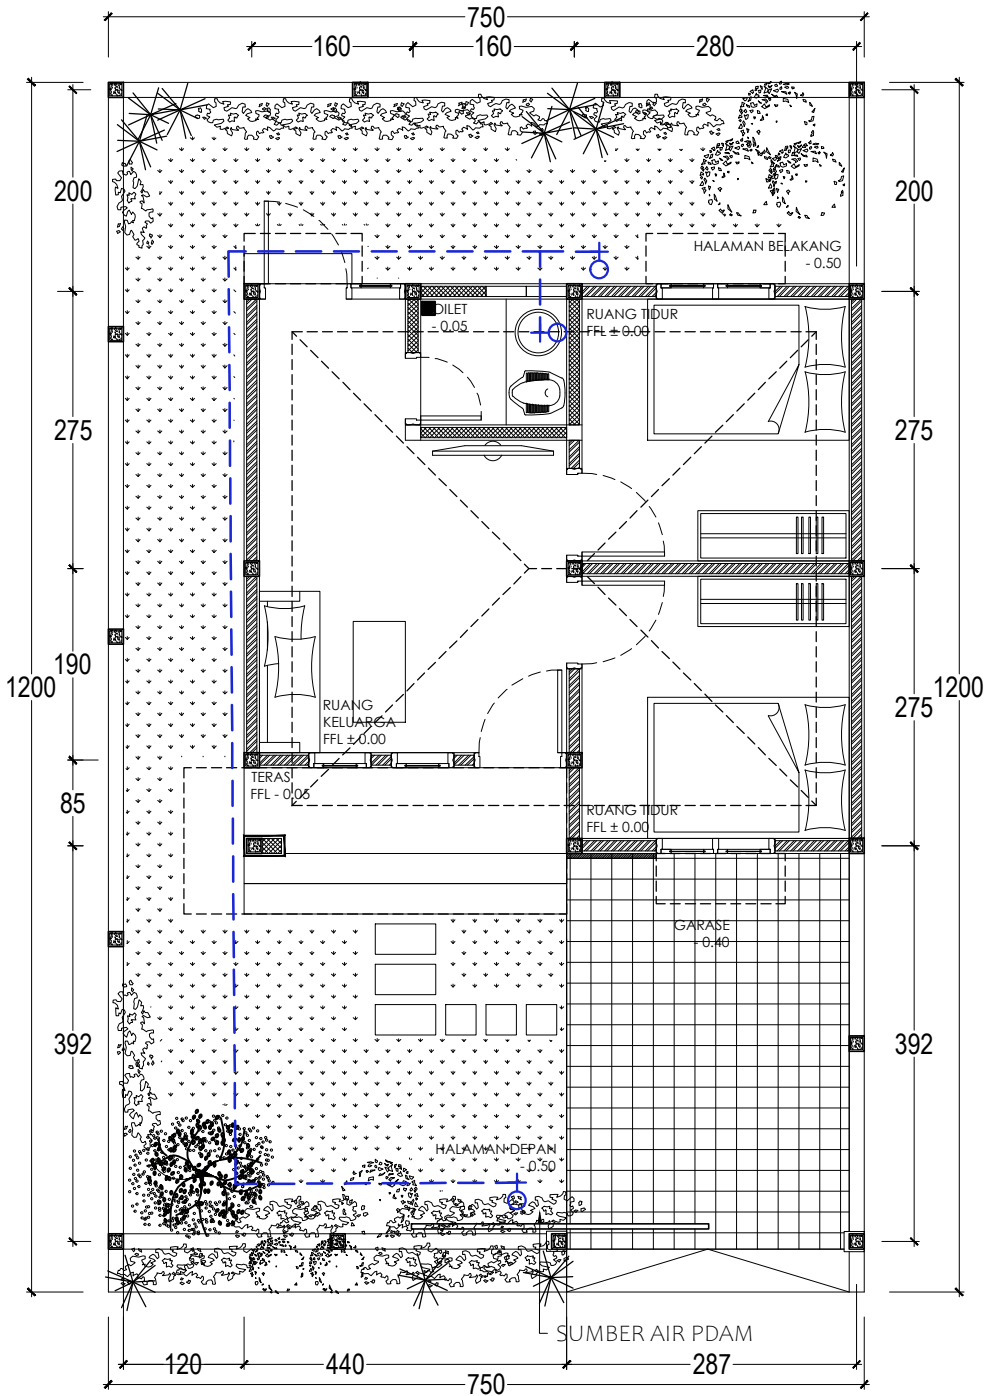 750
160
160
280
200
200
HALAMAN BELAKANG
- 0.50
OILET
- 0.05
RUANG TIDUR
FFL ± 0.00
275
275
190
1200
1200
275
RUANG
KELUARGA
FFL ± 0.00
TERAS
FFL - 0.05
85
RUANG TIDUR
FFL ± 0.00
GARASE
- 0.40
392
392
HALAMAN DEPAN
- 0.50
SUMBER AIR PDAM
120
440
287
750